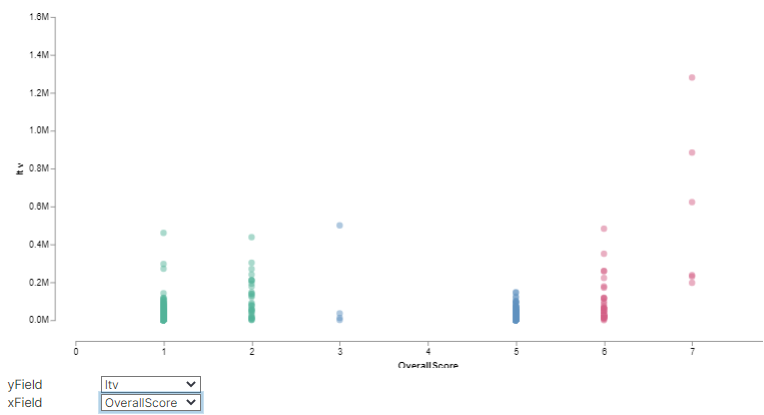 1.6M
1.4M
1.2M
1.0M
0.8M
0.6M
0.4M
0.2M
0.0M
ltv
0 1 2 3 4 5 6 7
OverallScore
yField ltv
xField OverallScore